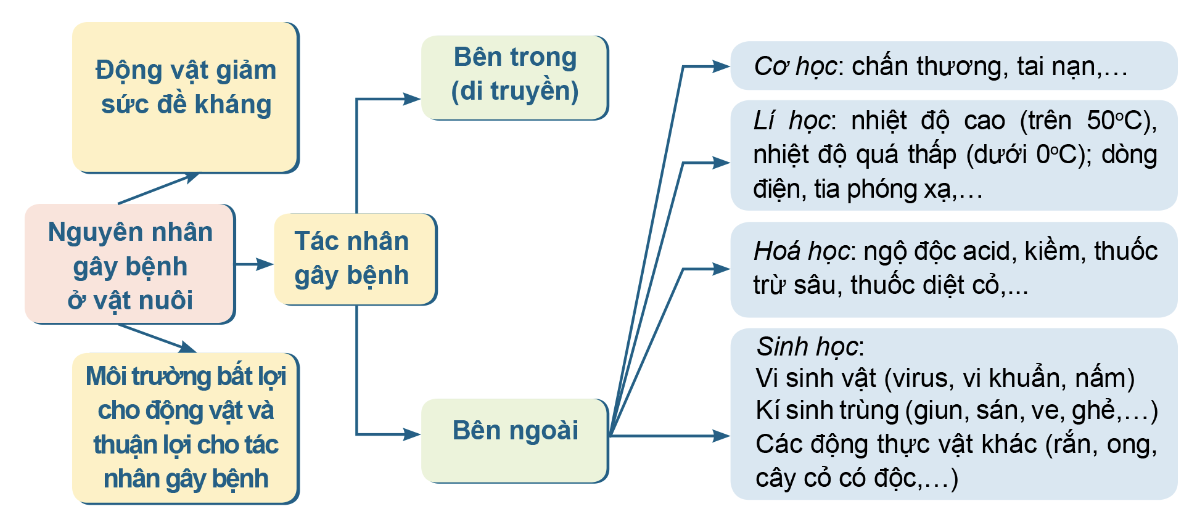 Động vật giảm
sức đề kháng
Nguyên nhân
gây bệnh
ở vật nuôi
Môi trường bất lợi
cho động vật và
thuận lợi cho tác
nhân gây bệnh
Tác nhân
gây bệnh
Bên trong
(di truyền)
Bên ngoài
Cơ học: chấn thương, tai nạn,…
Lí học: nhiệt độ cao (trên 50ºC),
nhiệt độ quá thấp (dưới 0ºC); dòng
điện, tia phóng xạ,…
Hoá học: ngộ độc acid, kiềm, thuốc
trừ sâu, thuốc diệt cỏ,...
Sinh học:
Vi sinh vật (virus, vi khuẩn, nấm)
Kí sinh trùng (giun, sán, ve, ghẻ,…)
Các động thực vật khác (rắn, ong,
cây cỏ có độc,…)